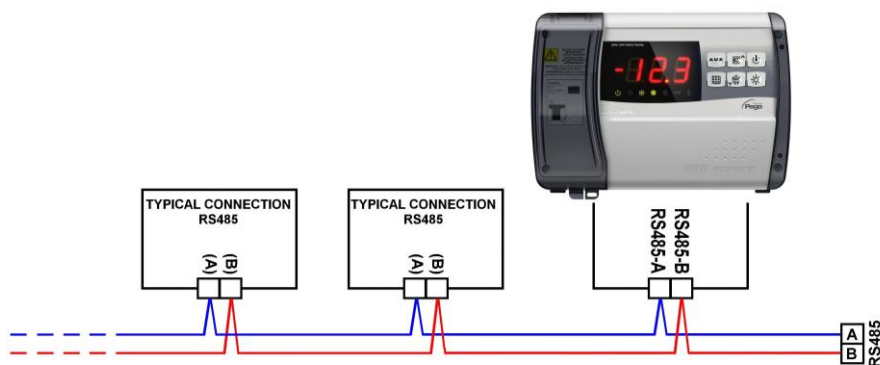 -12.3
AUX
Pego
TYPICAL CONNECTION
RS485
(A)
(B)
TYPICAL CONNECTION
RS485
(A)
(B)
RS485-A
RS485-B
A
B
RS485